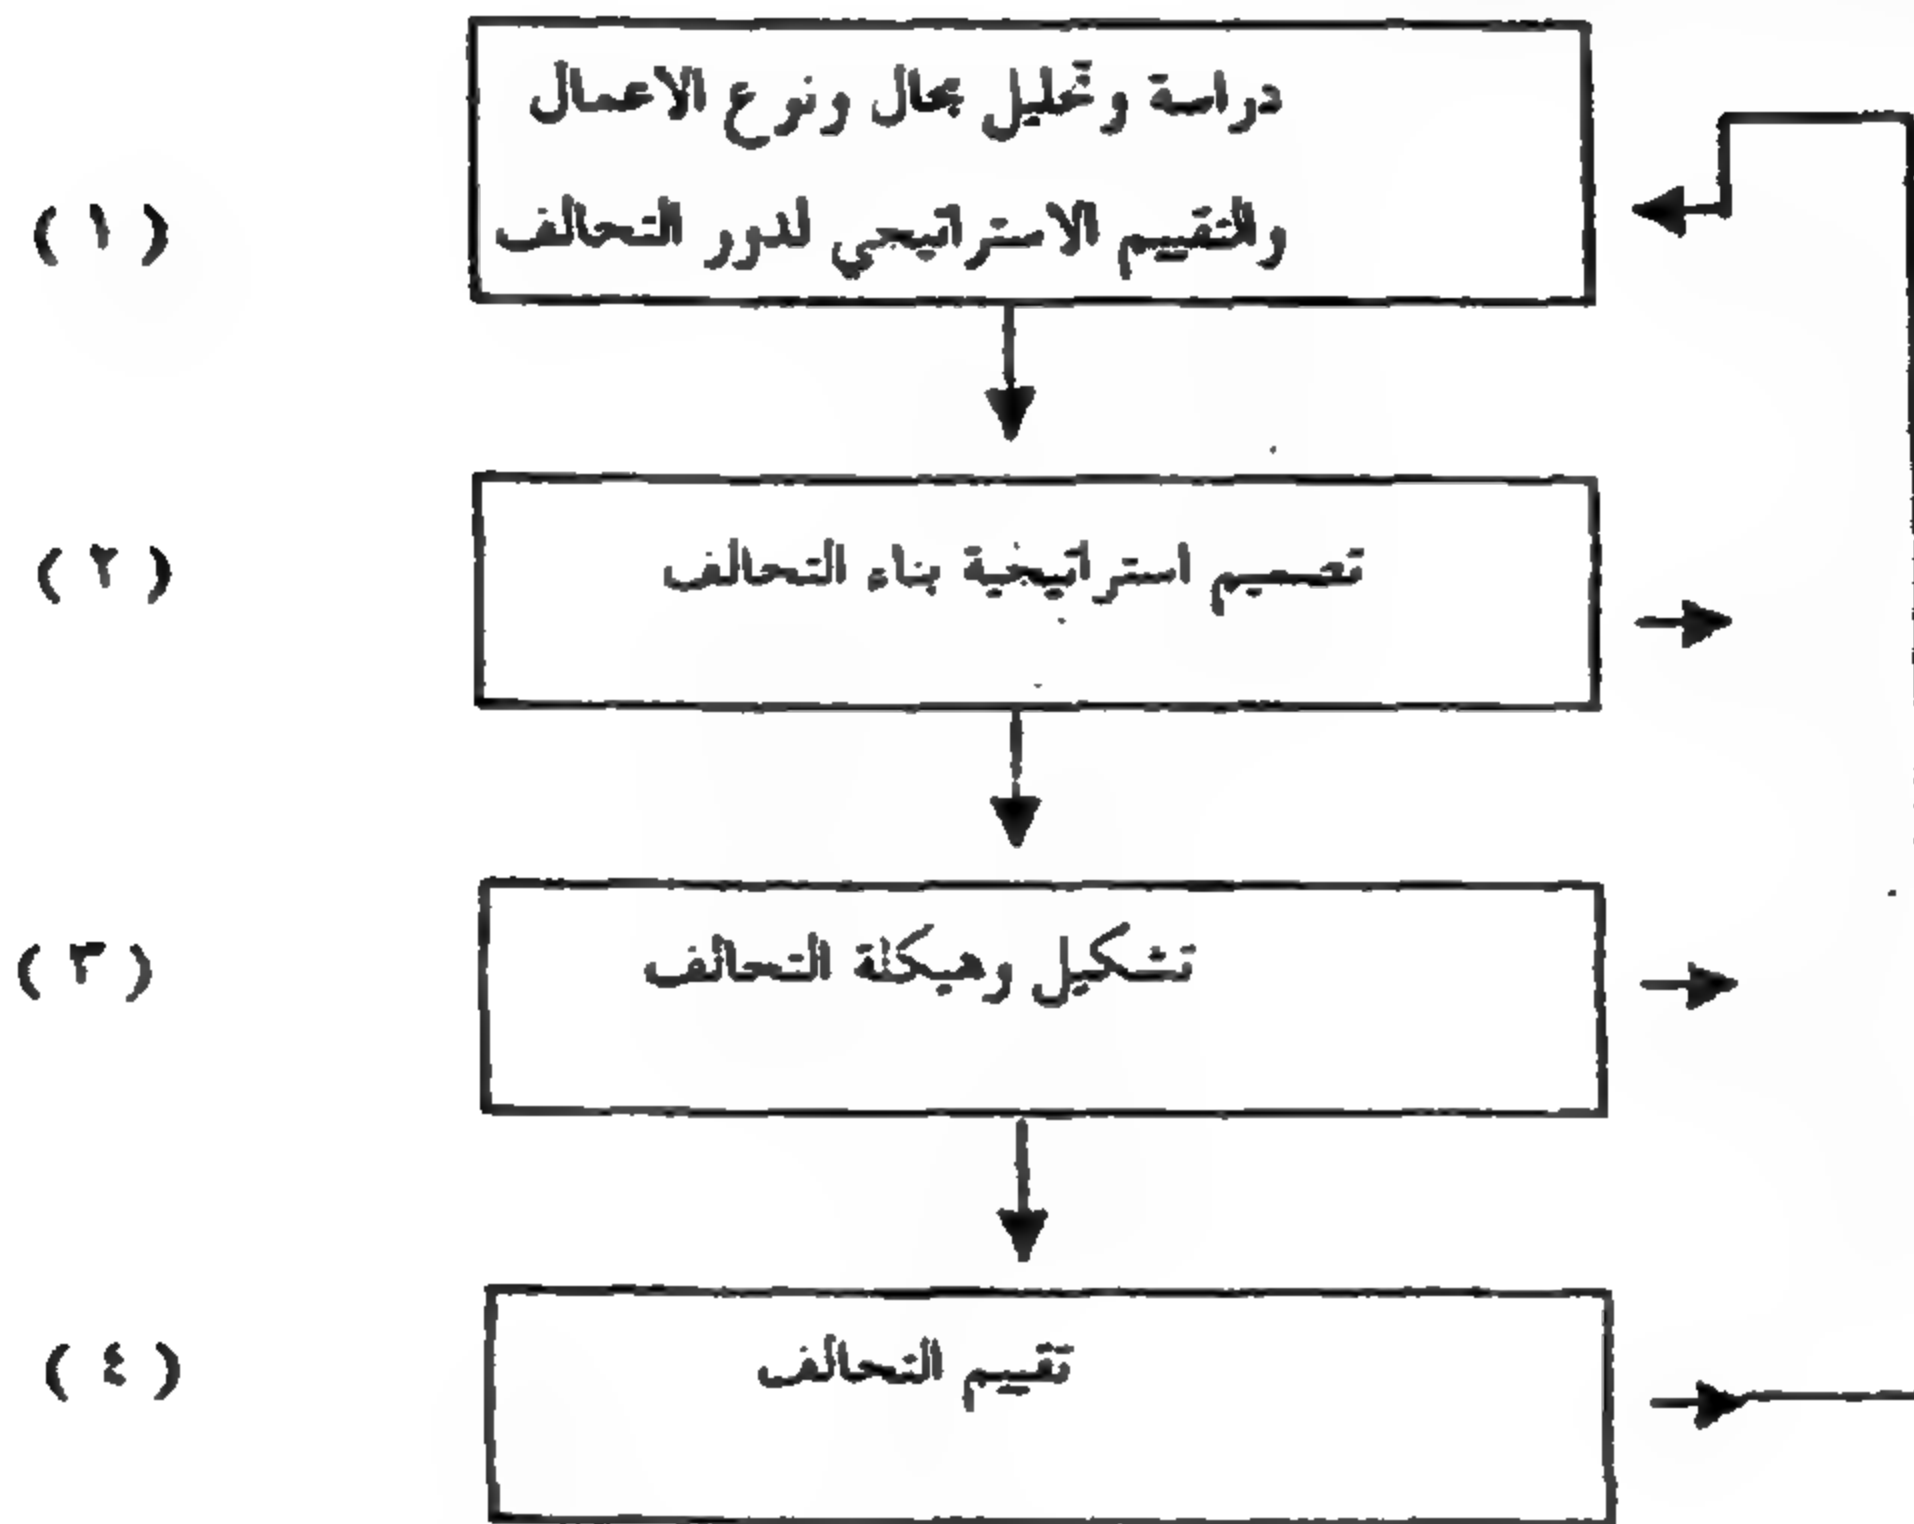 دراسة وتحليل مجال ونوع الاعمال
والتقييم الاستراتيجي لدور التحالف
(١)
تصميم استراتيجية بناء التحالف
(٢)
تشكيل وهيكلة التحالف
(٣)
تقييم التحالف
(٤)